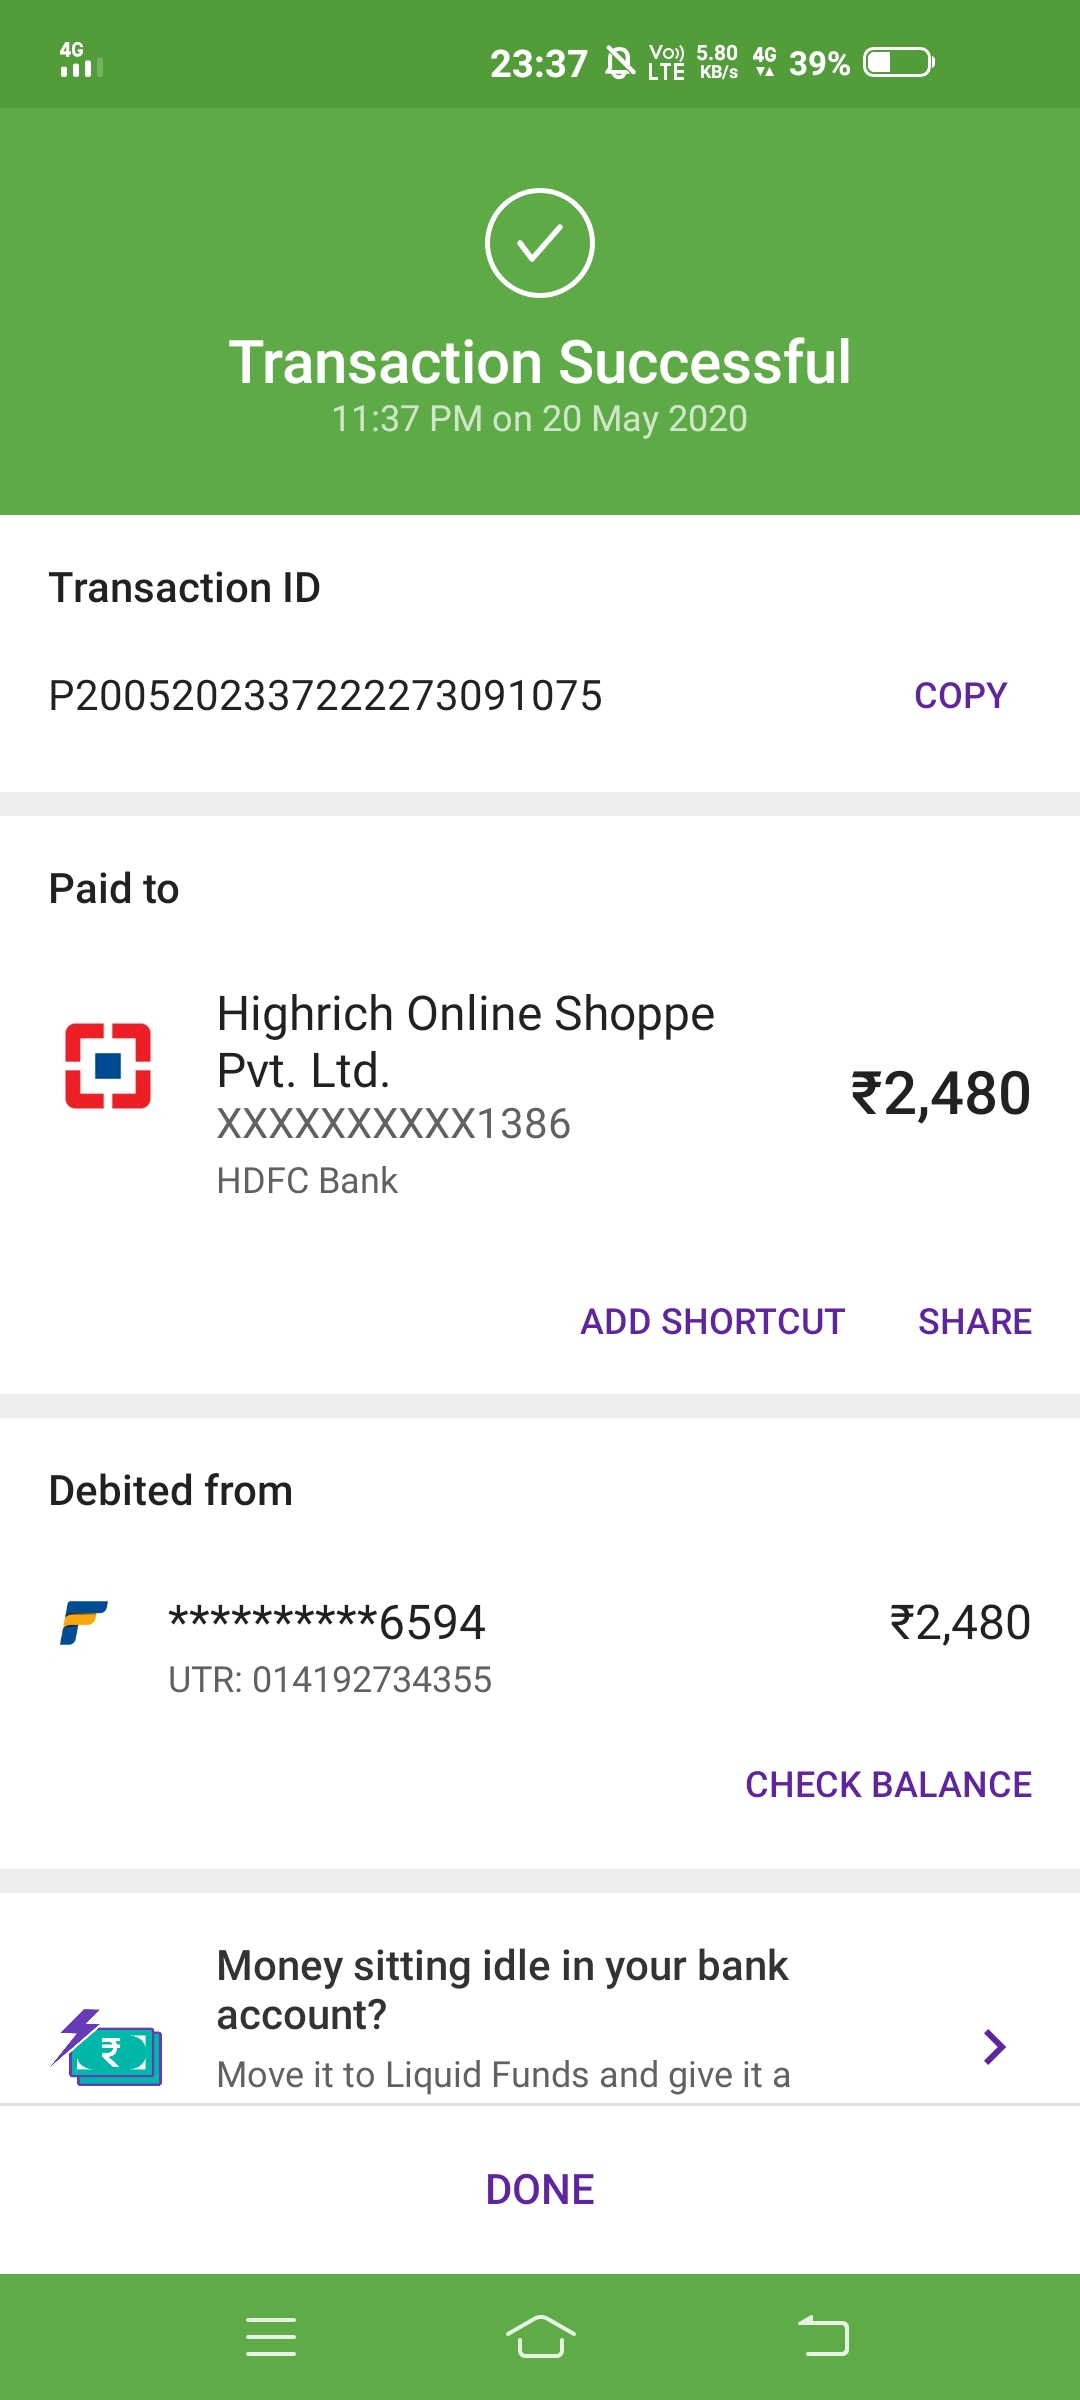 4G
23:37 Vo)) LTE 5.80 KB/s 4G 39%
Transaction Successful
11:37 PM on 20 May 2020
Transaction ID
P2005202337222273091075 COPY
Paid to
Highrich Online Shoppe
Pvt. Ltd.
₹2,480
XXXXXXXXXX1386
HDFC Bank
ADD SHORTCUT SHARE
Debited from
**********6594 ₹2,480
UTR: 014192734355
CHECK BALANCE
Money sitting idle in your bank
account?
₹
Move it to Liquid Funds and give it a
DONE